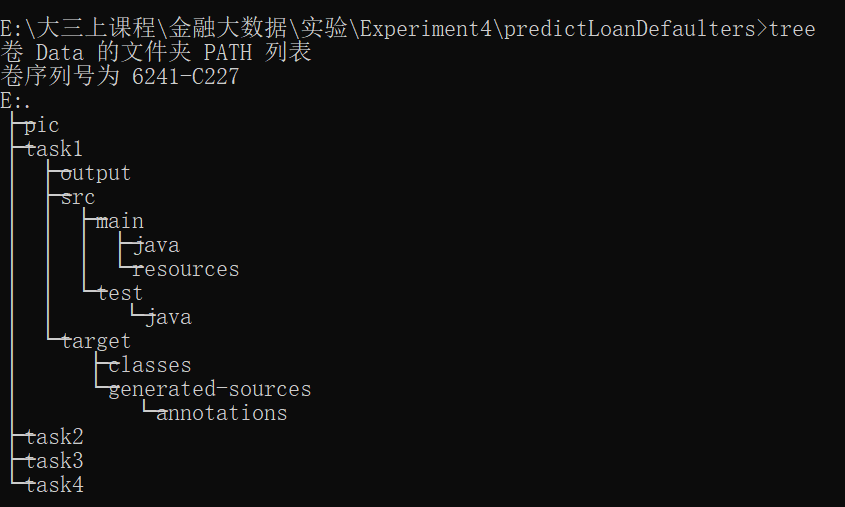 E:\大三上课程\金融大数据\实验\Experiment4\predictLoanDefaulters>tree
卷 Data 的文件夹 PATH 列表
卷序列号为 6241-C227
E:.
├─pic
├─task1
│  ├─output
│  ├─src
│  │  ├─main
│  │  │  ├─java
│  │  │  └─resources
│  │  └─test
│  │      └─java
│  └─target
│      ├─classes
│      └─generated-sources
│          └─annotations
├─task2
├─task3
└─task4